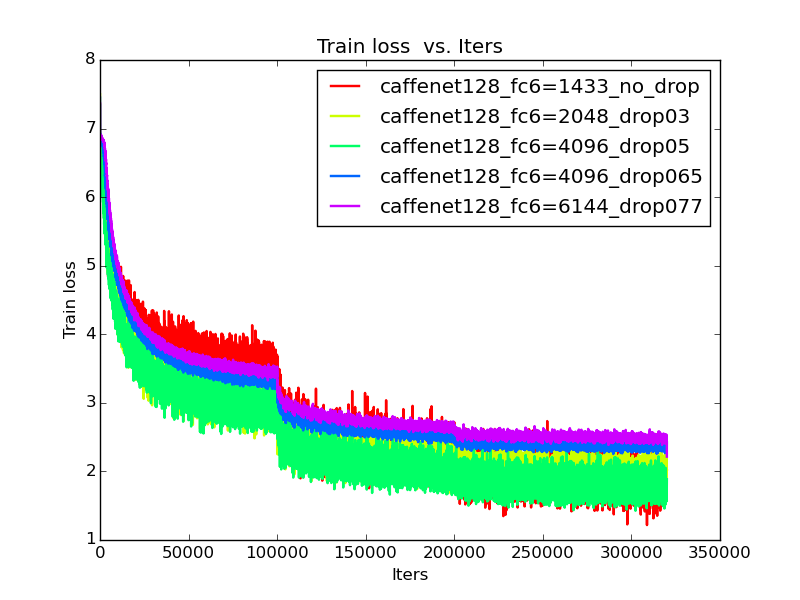 Train loss  vs. Iters
8
7
6
5
4
3
2
1
Train loss
caffenet128_fc6=1433_no_drop
caffenet128_fc6=2048_drop03
caffenet128_fc6=4096_drop05
caffenet128_fc6=4096_drop065
caffenet128_fc6=6144_drop077
0 50000 100000 150000 200000 250000 300000 350000
Iters